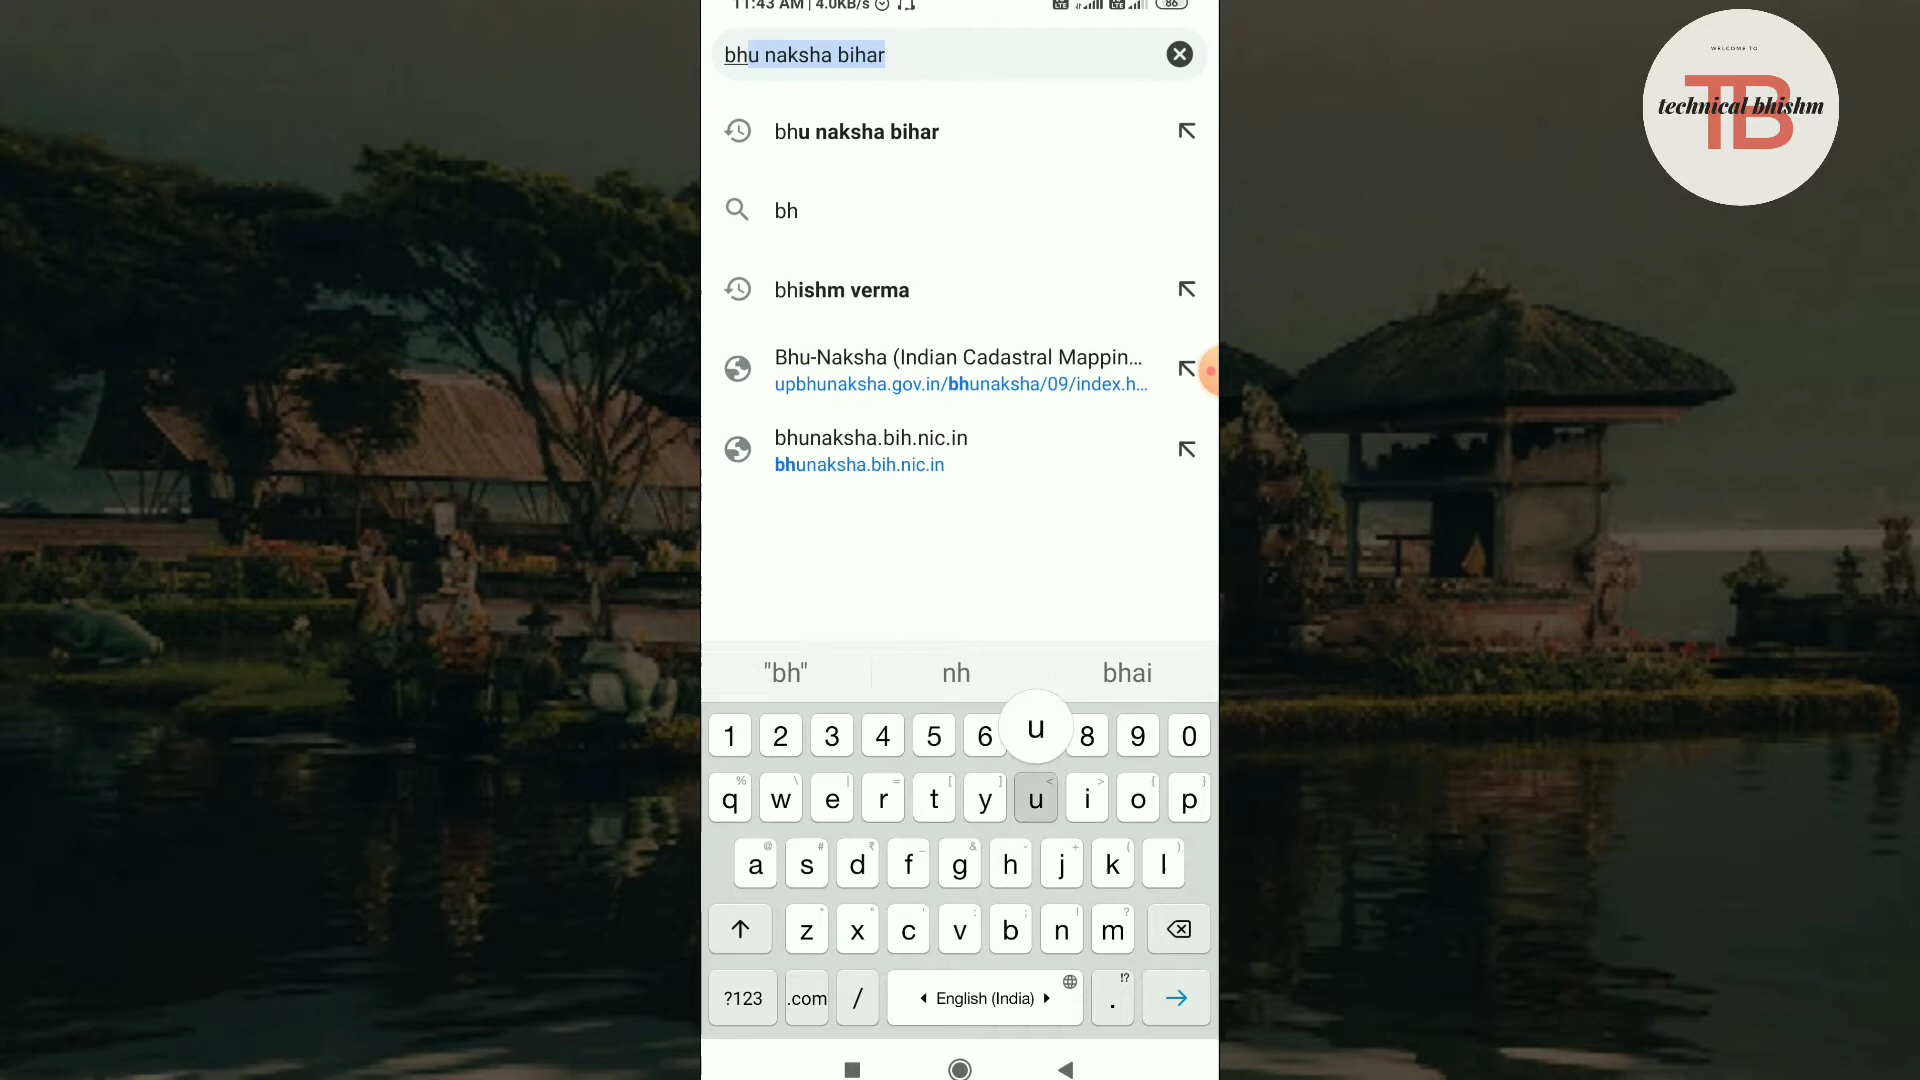 11:43 AM | 4.0KB/s
86
bhu naksha bihar
bhu naksha bihar
bh
bhishm verma
Bhu-Naksha (Indian Cadastral Mappin...
upbhunaksha.gov.in/bhunaksha/09/index.h...
bhunaksha.bih.nic.in
bhunaksha.bih.nic.in
"bh" nh bhai
u
1 2 3 4 5 6 8 9 0
% \ | = [ ] < > { }
q w e r t y u i o p
@ # ₹ _ & - + ( )
a s d f g h j k l
* " ' : ; ! ?
z x c v b n m
?123 .com / English (India) . !?
WELCOME TO
TB
technical bhishm